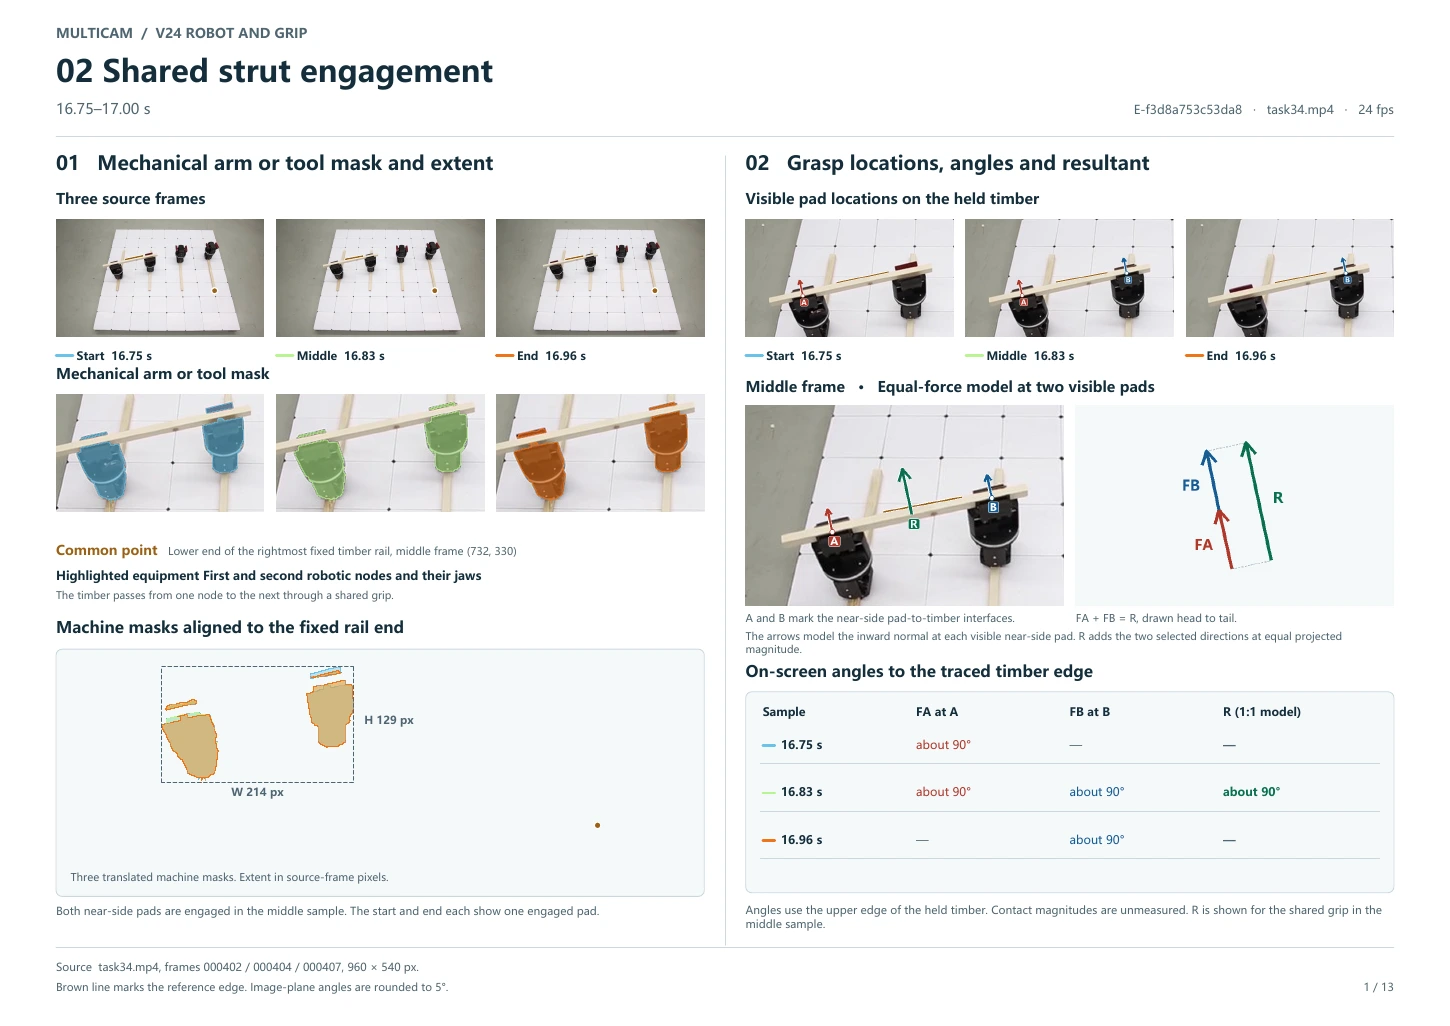 MULTICAM / V24 ROBOT AND GRIP
02 Shared strut engagement
16.75–17.00 s
E-f3d8a753c53da8 · task34.mp4 · 24 fps
01 Mechanical arm or tool mask and extent
Three source frames
Start 16.75 s
Middle 16.83 s
End 16.96 s
Mechanical arm or tool mask
Common point Lower end of the rightmost fixed timber rail, middle frame (732, 330)
Highlighted equipment First and second robotic nodes and their jaws
The timber passes from one node to the next through a shared grip.
Machine masks aligned to the fixed rail end
H 129 px
W 214 px
Three translated machine masks. Extent in source-frame pixels.
Both near-side pads are engaged in the middle sample. The start and end each show one engaged pad.
02 Grasp locations, angles and resultant
Visible pad locations on the held timber
A
A
B
B
Start 16.75 s
Middle 16.83 s
End 16.96 s
Middle frame • Equal-force model at two visible pads
A
R
B
FB
R
FA
A and B mark the near-side pad-to-timber interfaces.
FA + FB = R, drawn head to tail.
The arrows model the inward normal at each visible near-side pad. R adds the two selected directions at equal projected
magnitude.
On-screen angles to the traced timber edge
Sample FA at A FB at B R (1:1 model)
16.75 s about 90° — —
16.83 s about 90° about 90° about 90°
16.96 s — about 90° —
Angles use the upper edge of the held timber. Contact magnitudes are unmeasured. R is shown for the shared grip in the
middle sample.
Source task34.mp4, frames 000402 / 000404 / 000407, 960 × 540 px.
Brown line marks the reference edge. Image-plane angles are rounded to 5°.
1 / 13